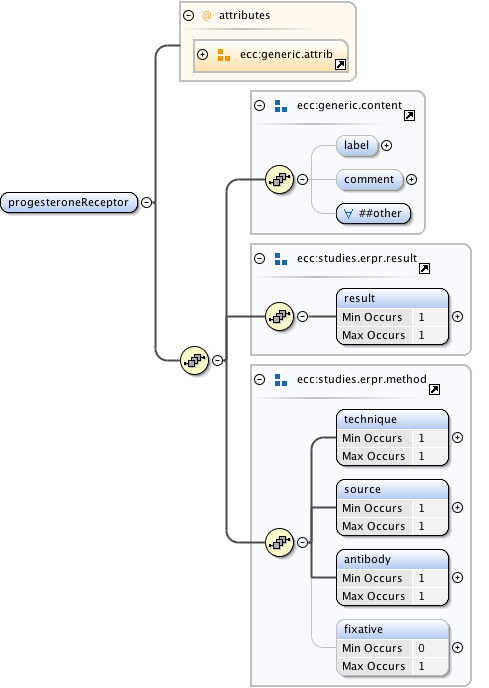 @ attributes
ecc:generic.attrib
ecc:generic.content
label
comment
∀ ##other
progesteroneReceptor
ecc:studies.erpr.result
result
Min Occurs 1
Max Occurs 1
ecc:studies.erpr.method
technique
Min Occurs 1
Max Occurs 1
source
Min Occurs 1
Max Occurs 1
antibody
Min Occurs 1
Max Occurs 1
fixative
Min Occurs 0
Max Occurs 1